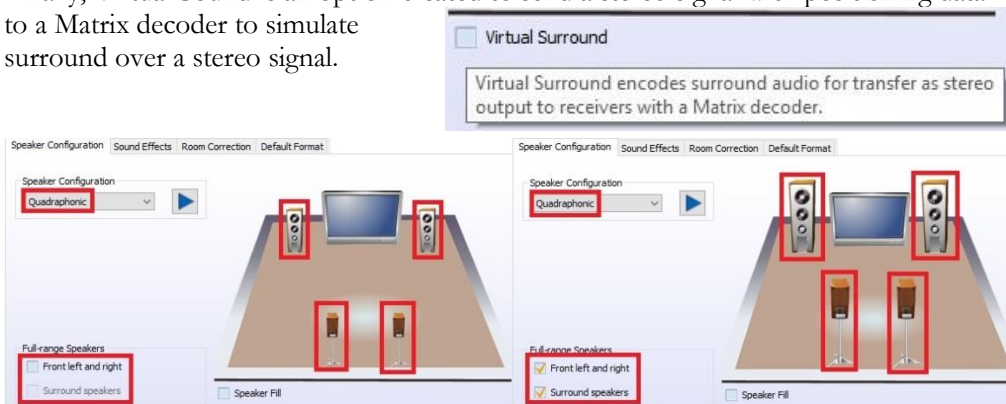 to a Matrix decoder to simulate
surround over a stereo signal.
Virtual Surround
Virtual Surround encodes surround audio for transfer as stereo
output to receivers with a Matrix decoder.
Speaker Configuration Sound Effects Room Correction Default Format
Speaker Configuration
Quadraphonic
Full-range Speakers
Front left and right
Surround speakers
Speaker Fill
Speaker Configuration Sound Effects Room Correction Default Format
Speaker Configuration
Quadraphonic
Full-range Speakers
Front left and right
Surround speakers
Speaker Fill